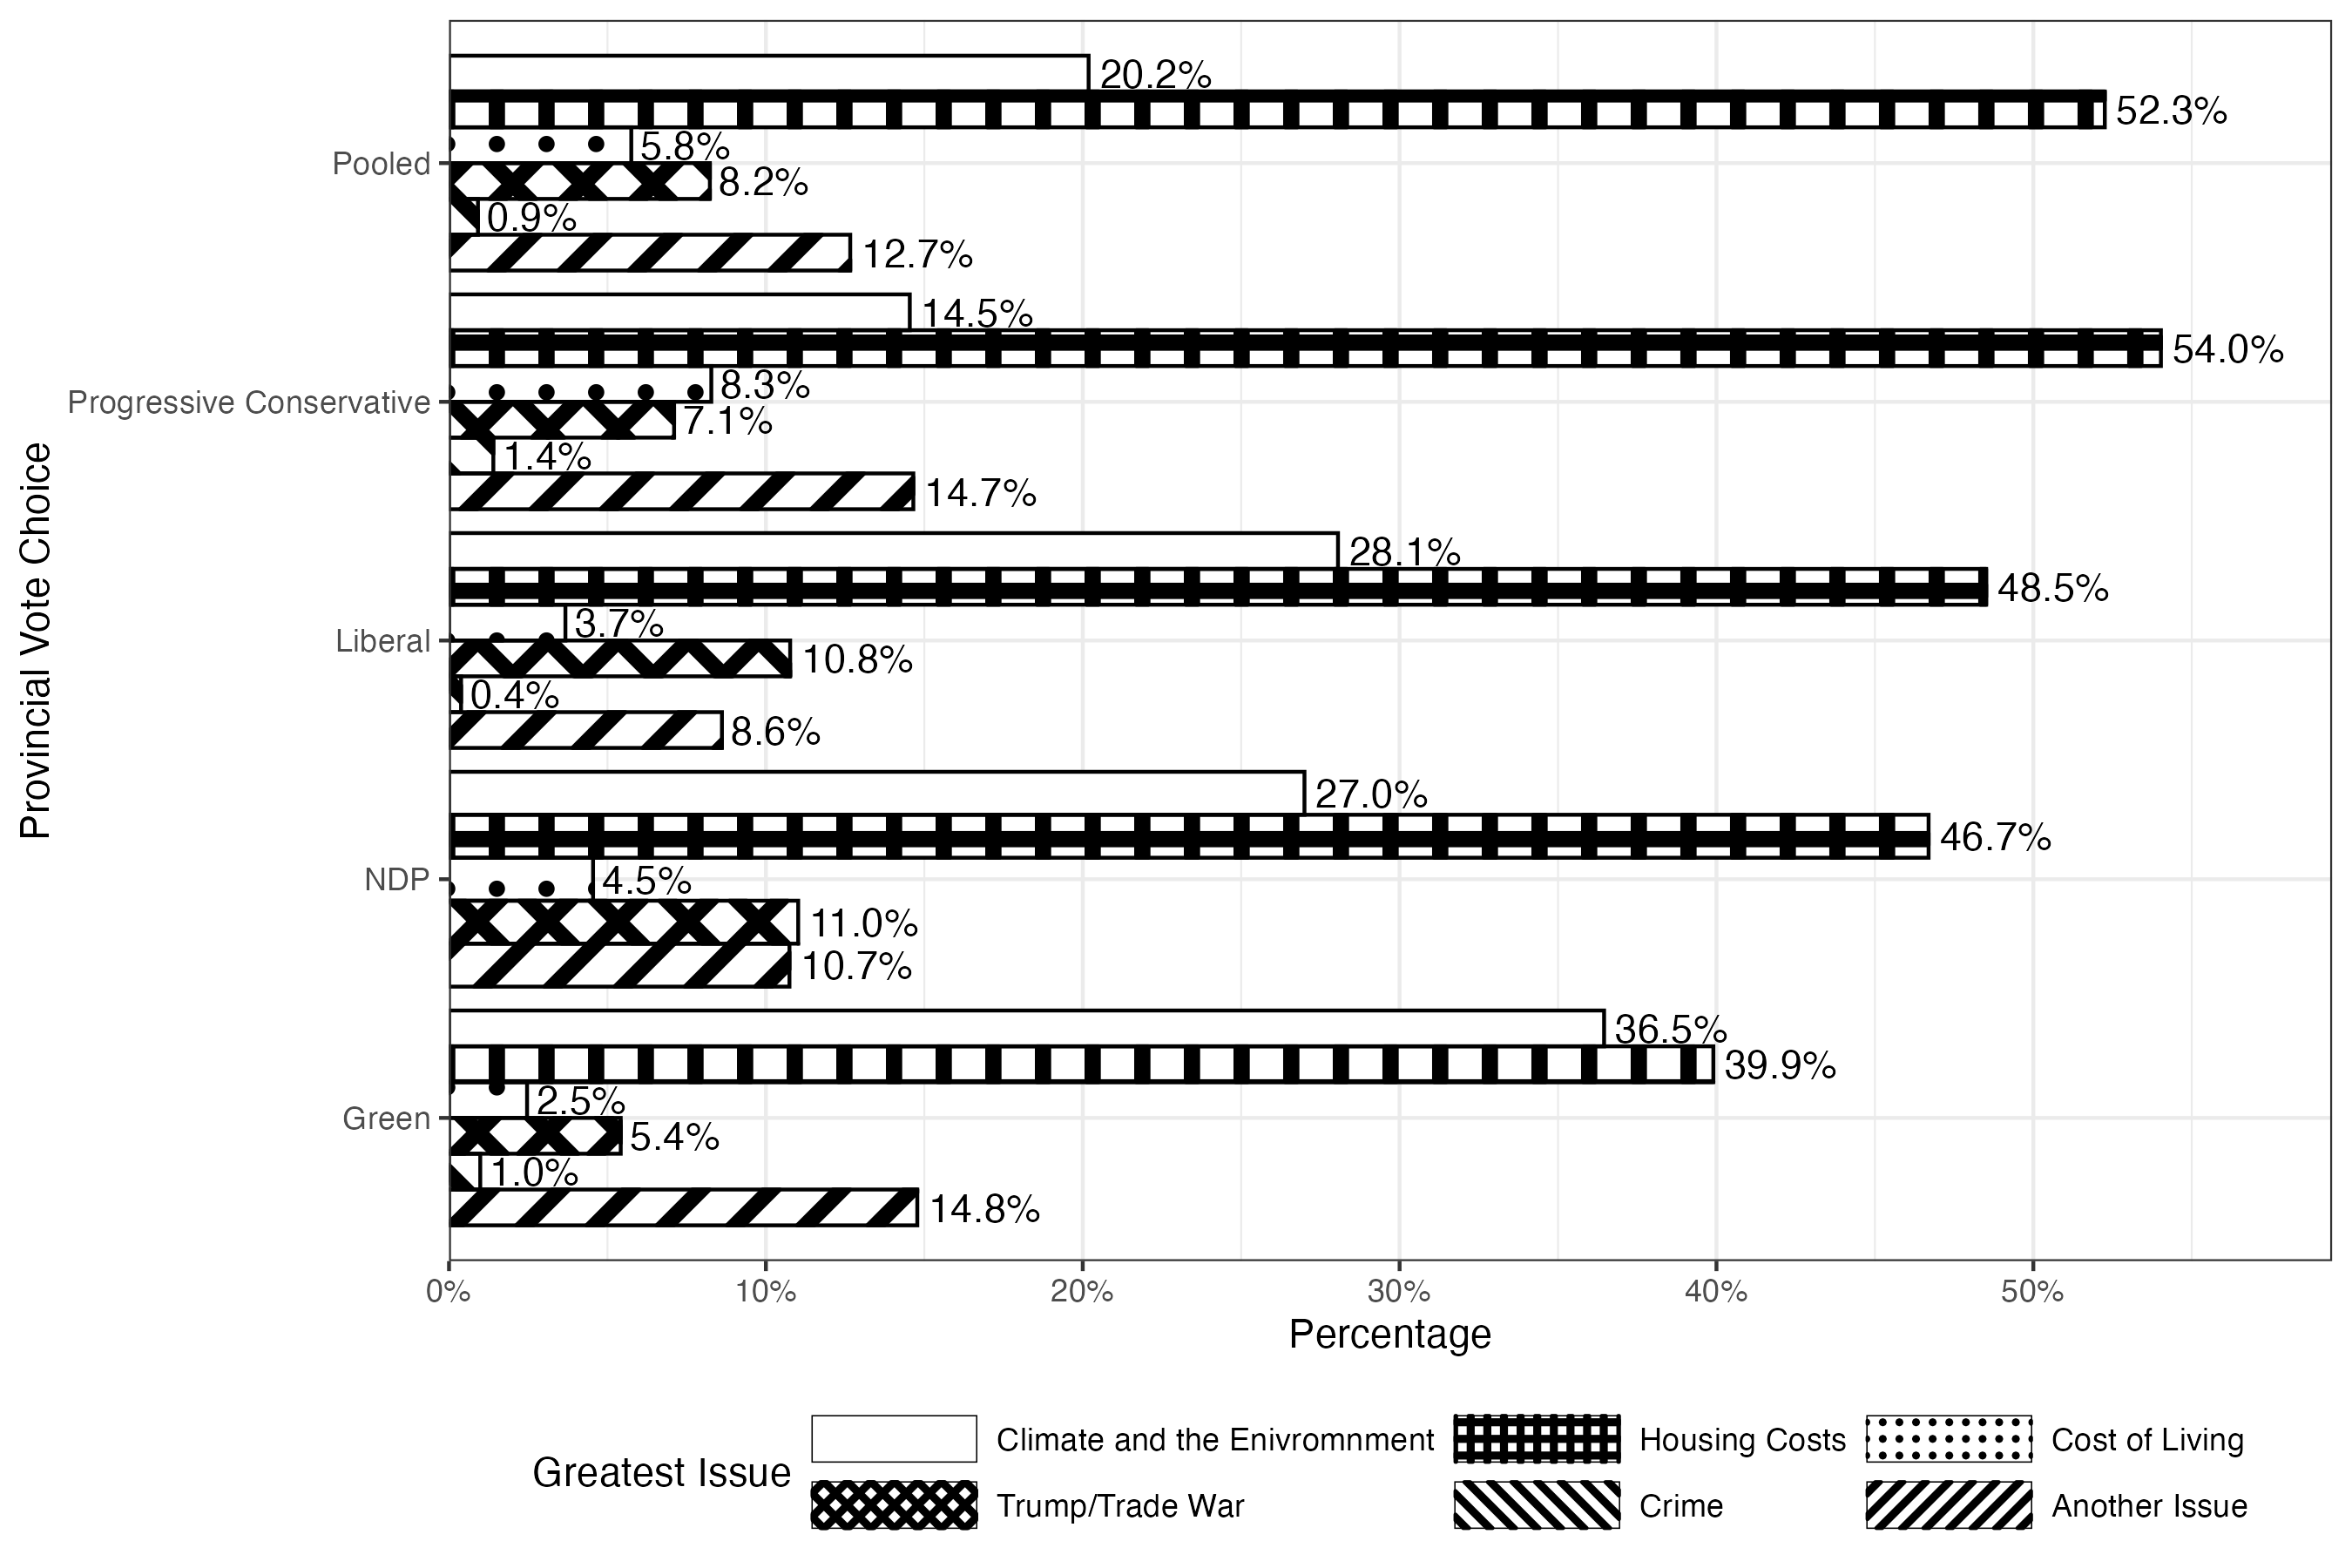 Provincial Vote Choice
Pooled
20.2%
52.3%
5.8%
8.2%
0.9%
12.7%
Progressive Conservative
14.5%
54.0%
8.3%
7.1%
1.4%
14.7%
Liberal
28.1%
48.5%
3.7%
10.8%
0.4%
8.6%
NDP
27.0%
46.7%
4.5%
11.0%
10.7%
Green
36.5%
39.9%
2.5%
5.4%
1.0%
14.8%
0% 10% 20% 30% 40% 50%
Percentage
Greatest Issue
Climate and the Enivromnment Housing Costs Cost of Living
Trump/Trade War Crime Another Issue